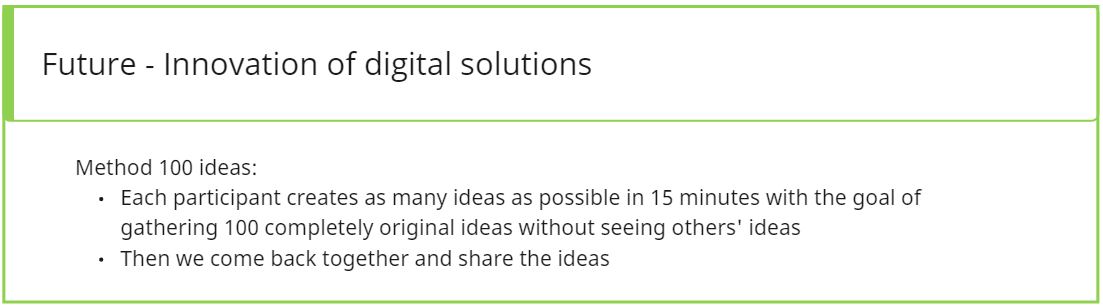 Future - Innovation of digital solutions
Method 100 ideas:
• Each participant creates as many ideas as possible in 15 minutes with the goal of
gathering 100 completely original ideas without seeing others' ideas
• Then we come back together and share the ideas